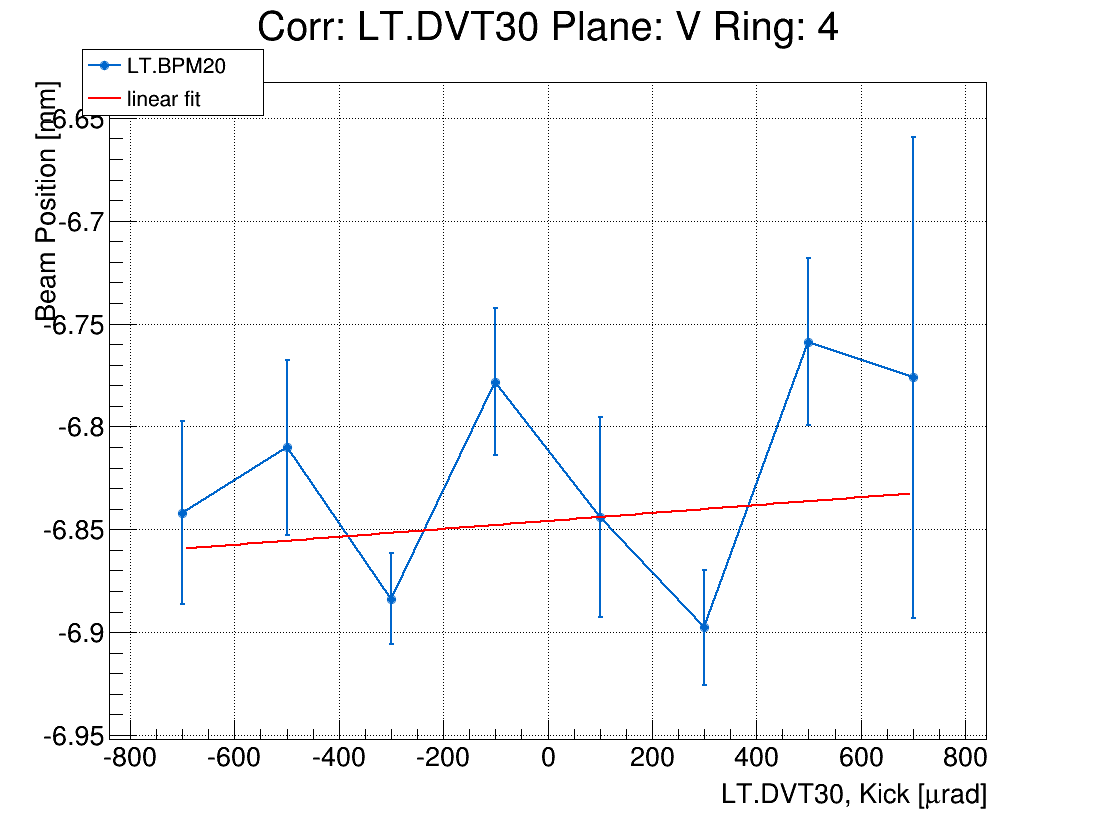 Corr: LT.DVT30 Plane: V Ring: 4
LT.BPM20
linear fit
Beam Position [mm]
-6.65
-6.7
-6.75
-6.8
-6.85
-6.9
-6.95
-800 -600 -400 -200 0 200 400 600 800
LT.DVT30, Kick [μrad]